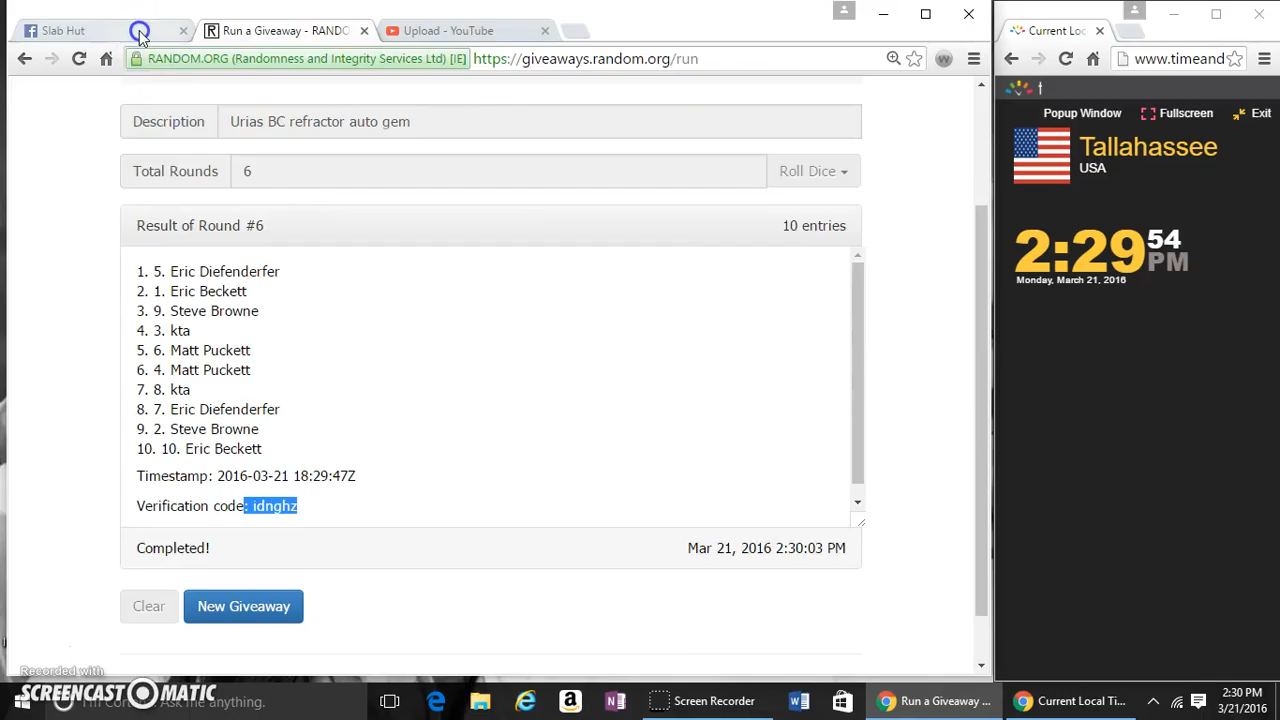 Slab Hut
Run a Giveaway - RANDO
Upload - YouTube
RANDOM.ORG (Randomness and Integrity Services Ltd) [IE]
https://giveaways.random.org/run
Description
Urias BC refractor auto gem
Total Rounds
6
Roll Dice
Result of Round #6
10 entries
1. 5. Eric Diefenderfer
2. 1. Eric Beckett
3. 9. Steve Browne
4. 3. kta
5. 6. Matt Puckett
6. 4. Matt Puckett
7. 8. kta
8. 7. Eric Diefenderfer
9. 2. Steve Browne
10. 10. Eric Beckett
Timestamp: 2016-03-21 18:29:47Z
Verification code: idnghz
Completed!
Mar 21, 2016 2:30:03 PM
Clear
New Giveaway
Current Loc
www.timeand
Popup Window
Fullscreen
Exit
Tallahassee
USA
2:29 54 PM
Monday, March 21, 2016
Recorded with
SCREENCAST-O-MATIC
Ask me anything.
Screen Recorder
Run a Giveaway ...
Current Local Ti...
2:30 PM
3/21/2016